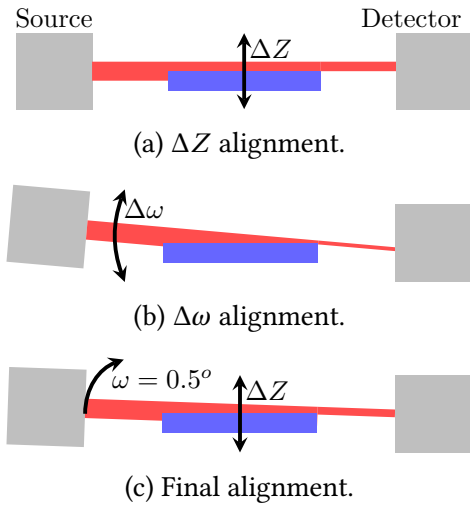 Source Detector
ΔZ
(a) ΔZ alignment.
Δω
(b) Δω alignment.
ω = 0.5°
ΔZ
(c) Final alignment.